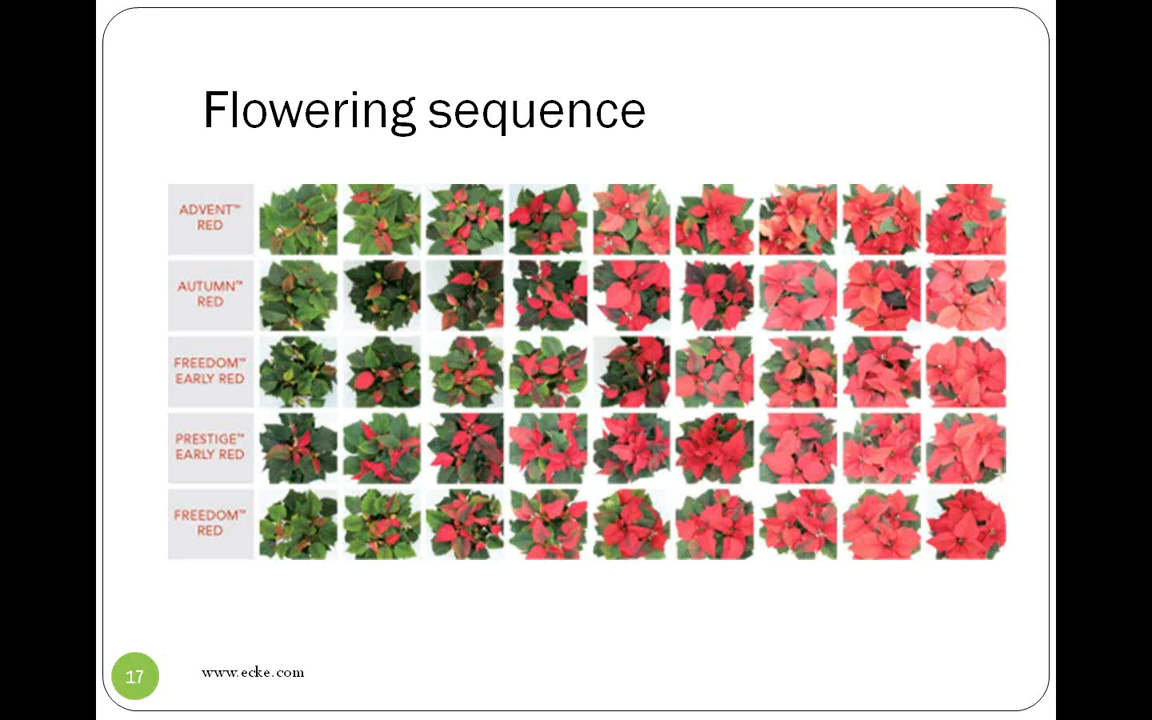 Flowering sequence
ADVENT™
RED
AUTUMN™
RED
FREEDOM™
EARLY RED
PRESTIGE™
EARLY RED
FREEDOM™
RED
17
www.ecke.com